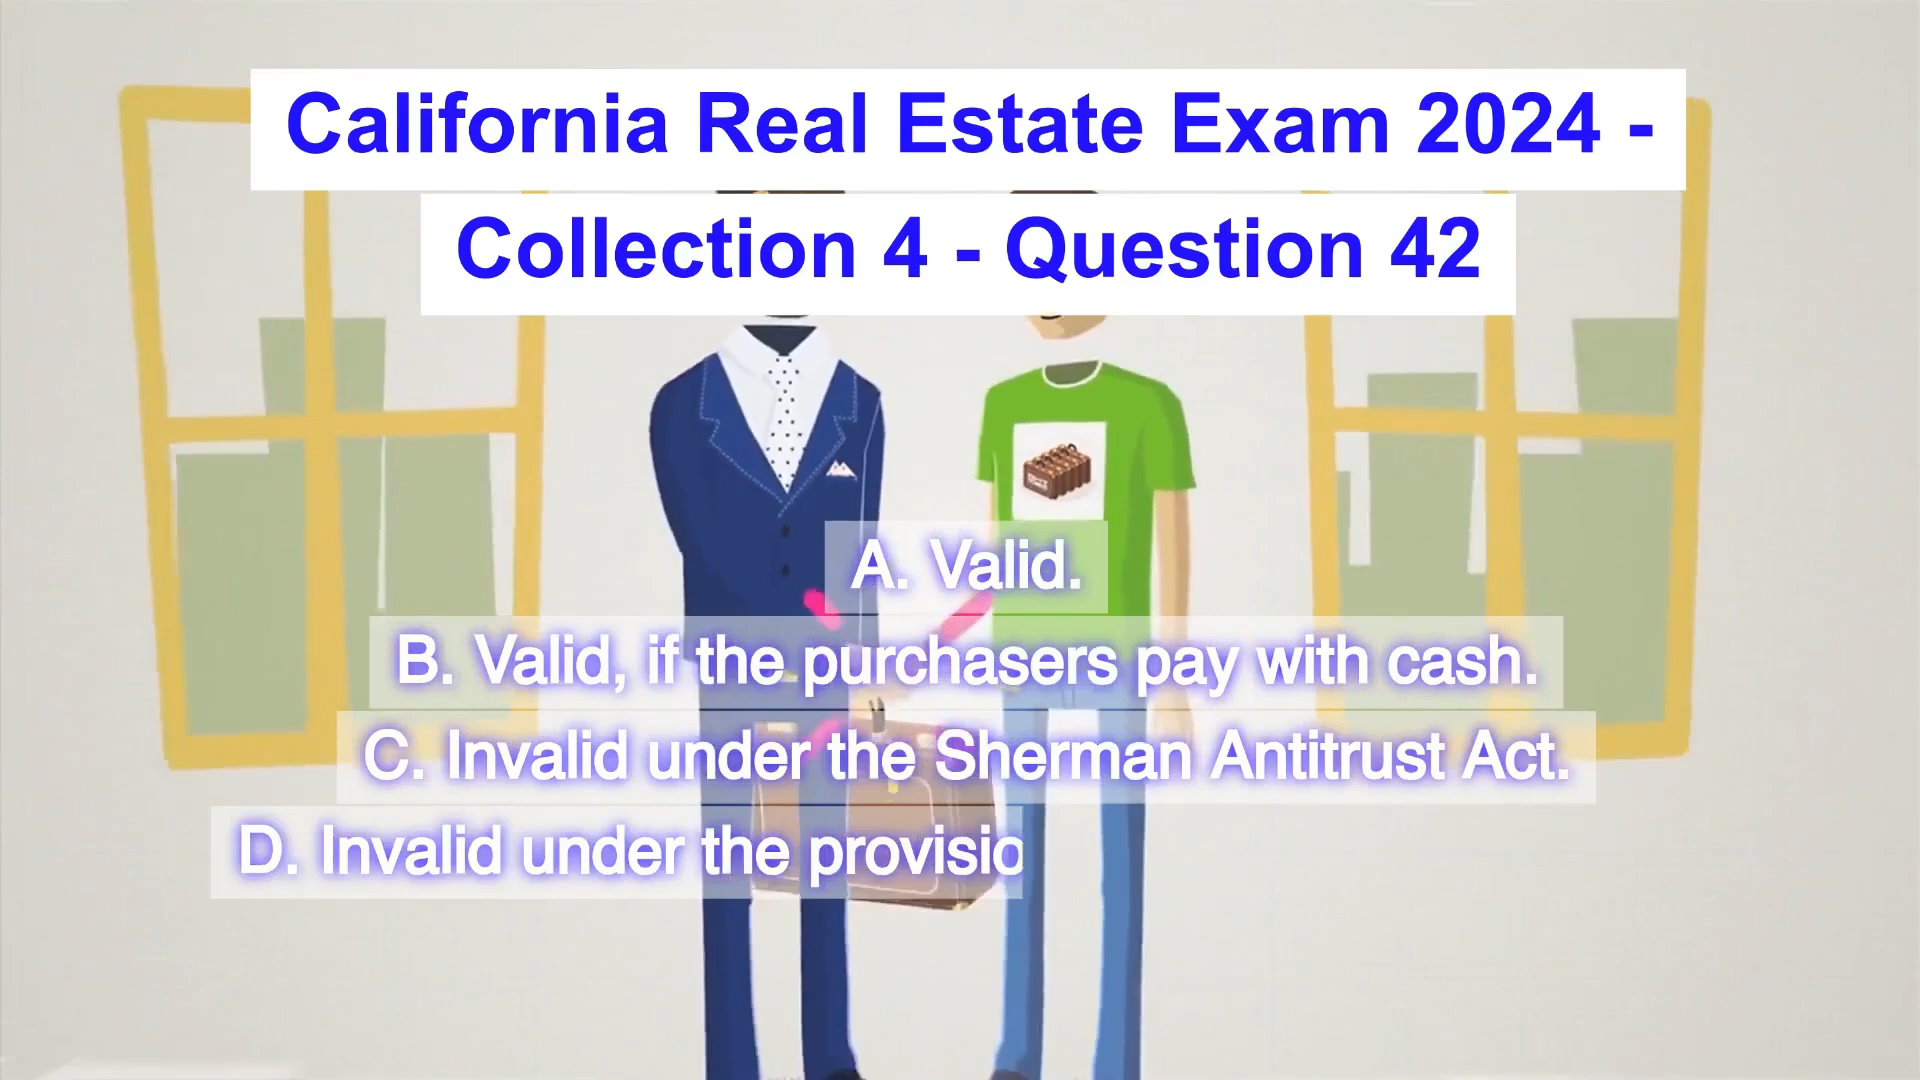 California Real Estate Exam 2024 -
Collection 4 - Question 42
A. Valid.
B. Valid, if the purchasers pay with cash.
C. Invalid under the Sherman Antitrust Act.
D. Invalid under the